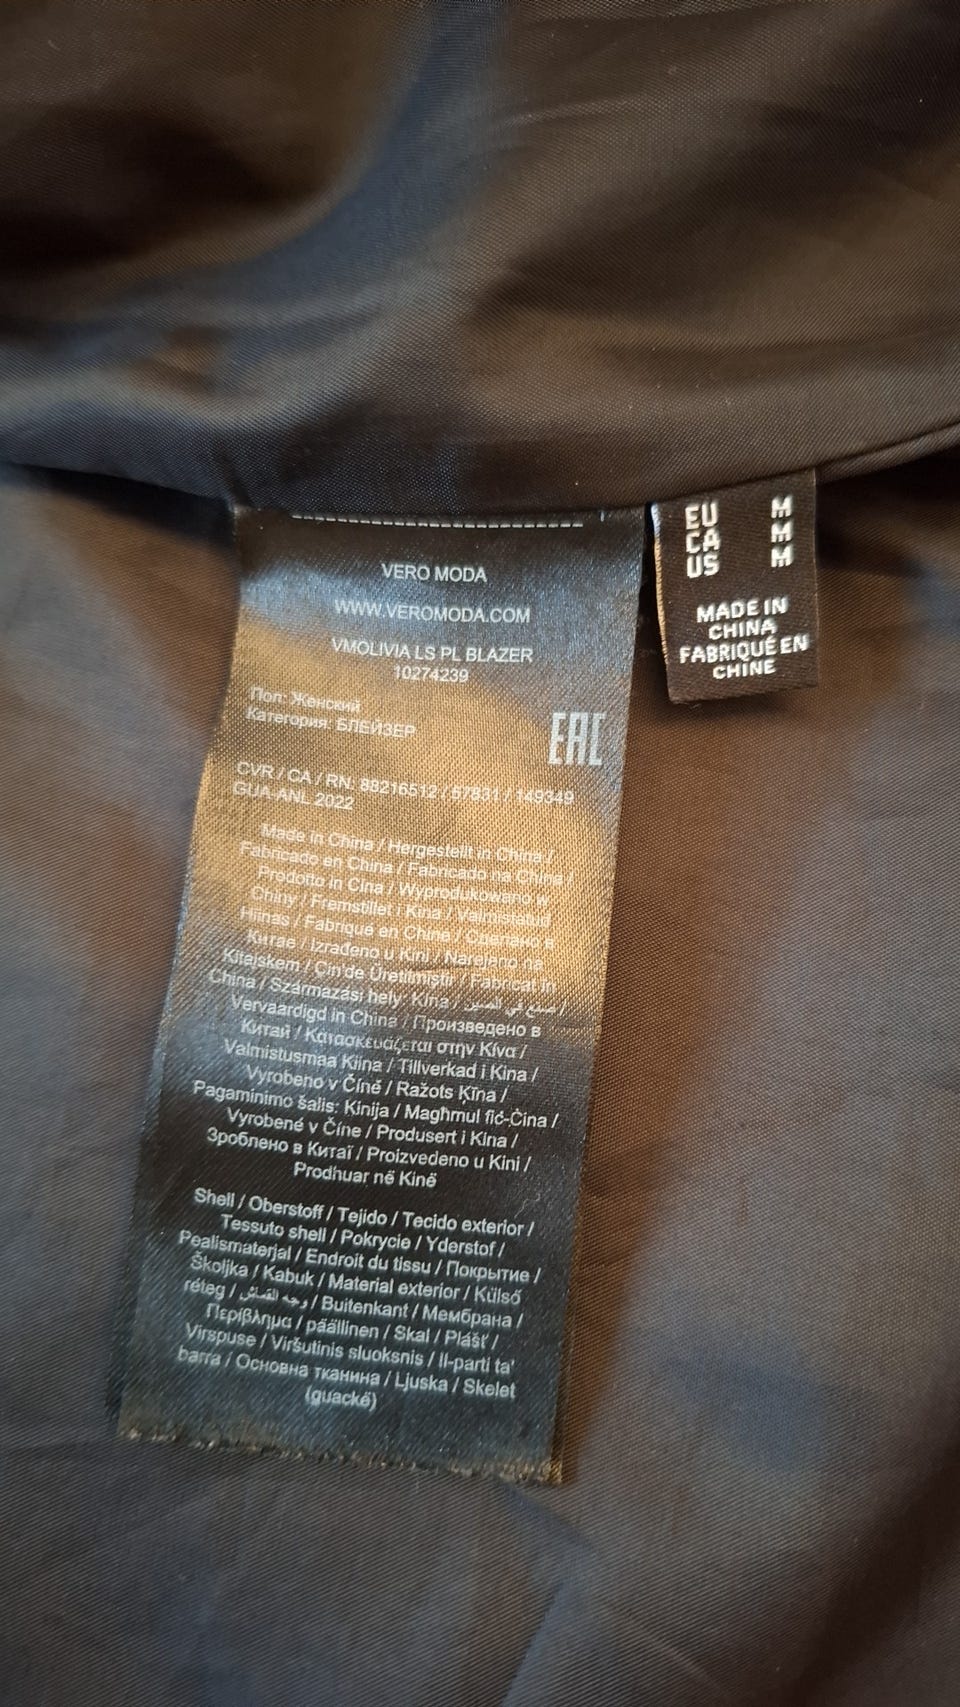 VERO MODA
WWW.VEROMODA.COM
VMOLIVIA LS PL BLAZER
10274239
Пол: Женский
Категория: БЛЕЙЗЕР
EAC
CVR / CA / RN: 88216512 / 57831 / 149349
GUA-ANL 2022
Made in China / Hergestellt in China /
Fabricado en China / Fabricado na China /
Prodotto in Cina / Wyprodukowano w
Chiny / Fremstillet i Kina / Valmistatud
Hiinas / Fabriqué en Chine / Сделано в
Китае / Izrađeno u Kini / Narejeno na
Kitajskem / Çin'de Üretilmiştir / Fabricat in
China / Származási hely: Kína / صنع في الصين /
Vervaardigd in China / Произведено в
Китай / Κατασκευάζεται στην Κίνα /
Valmistusmaa Kiina / Tillverkad i Kina /
Vyrobeno v Číně / Ražots Ķīna /
Pagaminimo šalis: Kinija / Magħmul fiċ-Ċina /
Vyrobené v Číne / Produsert i Kina /
Зроблено в Китаї / Proizvedeno u Kini /
Prodhuar në Kinë
Shell / Oberstoff / Tejido / Tecido exterior /
Tessuto shell / Pokrycie / Yderstof /
Pealismaterjal / Endroit du tissu / Покрытие /
Školjka / Kabuk / Material exterior / Külső
réteg / وجه القماش / Buitenkant / Мембрана /
Περίβλημα / päällinen / Skal / Plášť /
Virspuse / Viršutinis sluoksnis / Il-parti ta'
barra / Основна тканина / Ljuska / Skelet
(guackë)
EU M
CA M
US M
MADE IN
CHINA
FABRIQUÉ EN
CHINE